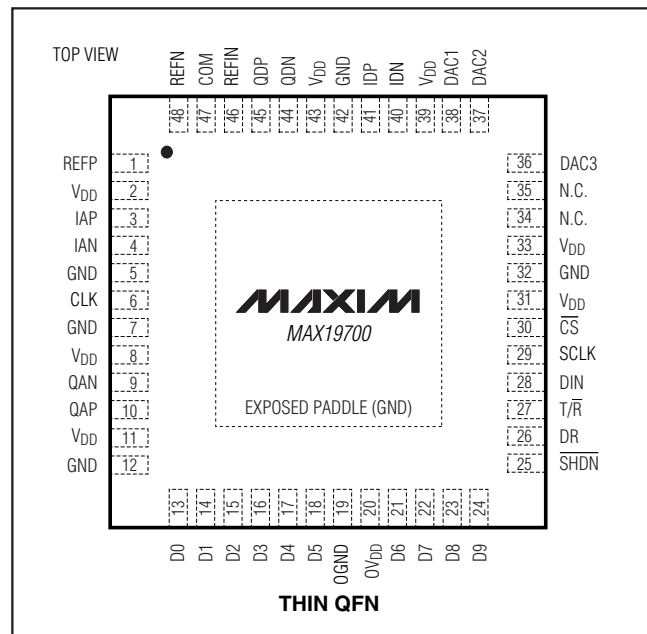 TOP VIEW
REFN COM REFIN QDP QDN VDD GND IDP IDN VDD DAC1 DAC2
48 47 46 45 44 43 42 41 40 39 38 37
REFP 1
VDD 2
IAP 3
IAN 4
GND 5
CLK 6
GND 7
VDD 8
QAN 9
QAP 10
VDD 11
GND 12
MAXIM
MAX19700
EXPOSED PADDLE (GND)
36 DAC3
35 N.C.
34 N.C.
33 VDD
32 GND
31 VDD
30 C̅S̅
29 SCLK
28 DIN
27 T/R̅
26 DR
25 S̅H̅D̅N̅
13 14 15 16 17 18 19 20 21 22 23 24
D0 D1 D2 D3 D4 D5 OGND OVDD D6 D7 D8 D9
THIN QFN